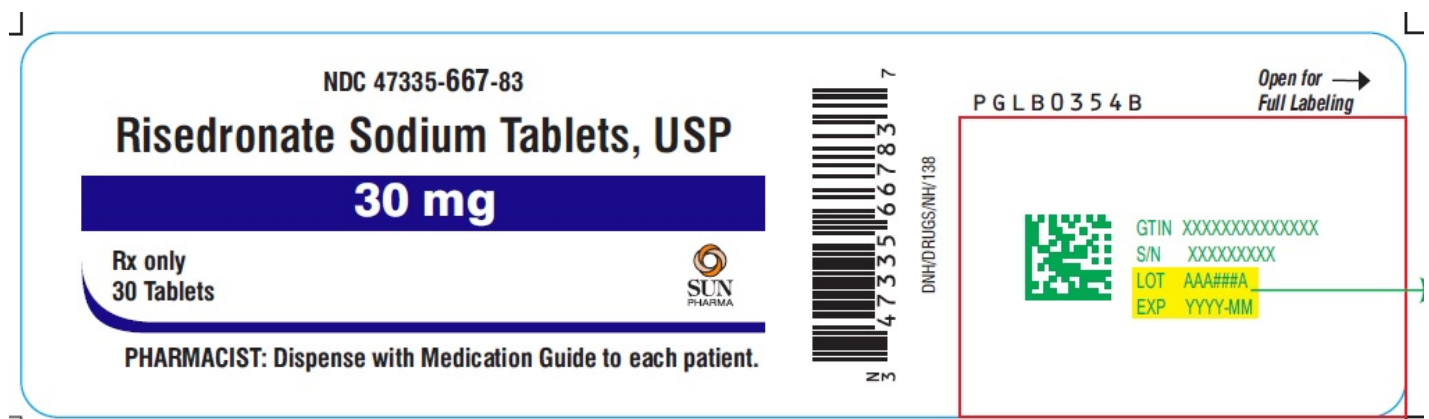 NDC 47335-667-83
Risedronate Sodium Tablets, USP
30 mg
Rx only
30 Tablets
SUN
PHARMA
PHARMACIST: Dispense with Medication Guide to each patient.
N
3
47335 66783
7
DNH/DRUGS/NH/138
PGLB0354B
Open for
Full Labeling
GTIN XXXXXXXXXXXXXX
S/N XXXXXXXXX
LOT AAA###A
EXP YYYY-MM